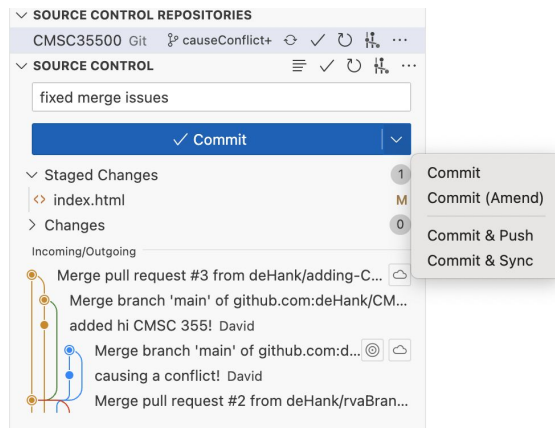 SOURCE CONTROL REPOSITORIES
CMSC35500 Git causeConflict+
SOURCE CONTROL
fixed merge issues
Commit
Staged Changes 1
index.html M
Changes 0
Incoming/Outgoing
Merge pull request #3 from deHank/adding-C...
Merge branch 'main' of github.com:deHank/CM...
added hi CMSC 355! David
Merge branch 'main' of github.com:d...
causing a conflict! David
Merge pull request #2 from deHank/rvaBran...
Commit
Commit (Amend)
Commit & Push
Commit & Sync